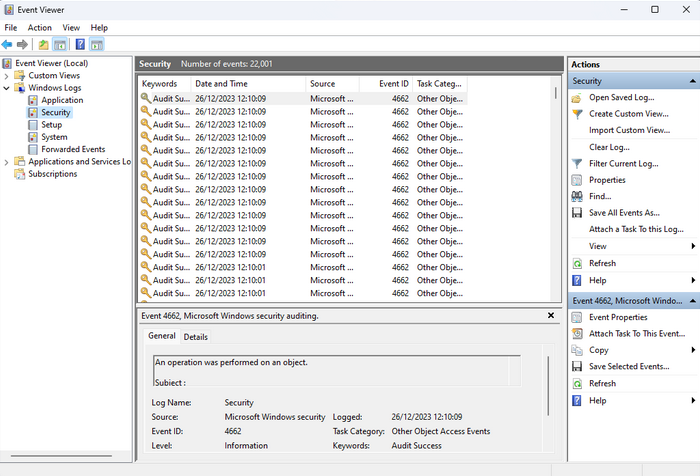 Event Viewer
File Action View Help
Event Viewer (Local)
Custom Views
Windows Logs
Application
Security
Setup
System
Forwarded Events
Applications and Services Lo
Subscriptions
Security Number of events: 22,001
Keywords Date and Time Source Event ID Task Categ...
Audit Su... 26/12/2023 12:10:09 Microsoft ... 4662 Other Obje...
Audit Su... 26/12/2023 12:10:09 Microsoft ... 4662 Other Obje...
Audit Su... 26/12/2023 12:10:09 Microsoft ... 4662 Other Obje...
Audit Su... 26/12/2023 12:10:09 Microsoft ... 4662 Other Obje...
Audit Su... 26/12/2023 12:10:09 Microsoft ... 4662 Other Obje...
Audit Su... 26/12/2023 12:10:09 Microsoft ... 4662 Other Obje...
Audit Su... 26/12/2023 12:10:09 Microsoft ... 4662 Other Obje...
Audit Su... 26/12/2023 12:10:09 Microsoft ... 4662 Other Obje...
Audit Su... 26/12/2023 12:10:09 Microsoft ... 4662 Other Obje...
Audit Su... 26/12/2023 12:10:09 Microsoft ... 4662 Other Obje...
Audit Su... 26/12/2023 12:10:09 Microsoft ... 4662 Other Obje...
Audit Su... 26/12/2023 12:10:09 Microsoft ... 4662 Other Obje...
Audit Su... 26/12/2023 12:10:09 Microsoft ... 4662 Other Obje...
Audit Su... 26/12/2023 12:10:01 Microsoft ... 4662 Other Obje...
Audit Su... 26/12/2023 12:10:01 Microsoft ... 4662 Other Obje...
Audit Su... 26/12/2023 12:10:01 Microsoft ... 4662 Other Obje...
Event 4662, Microsoft Windows security auditing.
General Details
An operation was performed on an object.
Subject :
Log Name: Security
Source: Microsoft Windows security Logged: 26/12/2023 12:10:09
Event ID: 4662 Task Category: Other Object Access Events
Level: Information Keywords: Audit Success
Actions
Security
Open Saved Log...
Create Custom View...
Import Custom View...
Clear Log...
Filter Current Log...
Properties
Find...
Save All Events As...
Attach a Task To this Log...
View
Refresh
Help
Event 4662, Microsoft Windo...
Event Properties
Attach Task To This Event...
Copy
Save Selected Events...
Refresh
Help